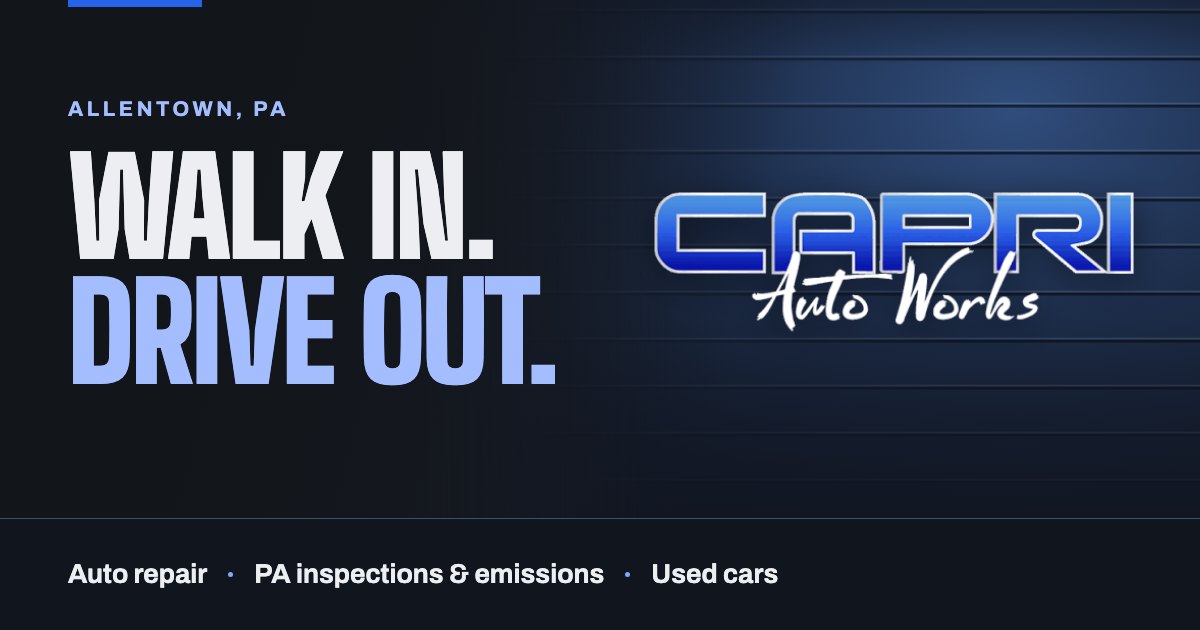 ALLENTOWN, PA
WALK IN.
DRIVE OUT.
CAPRI
Auto Works
Auto repair • PA inspections & emissions • Used cars